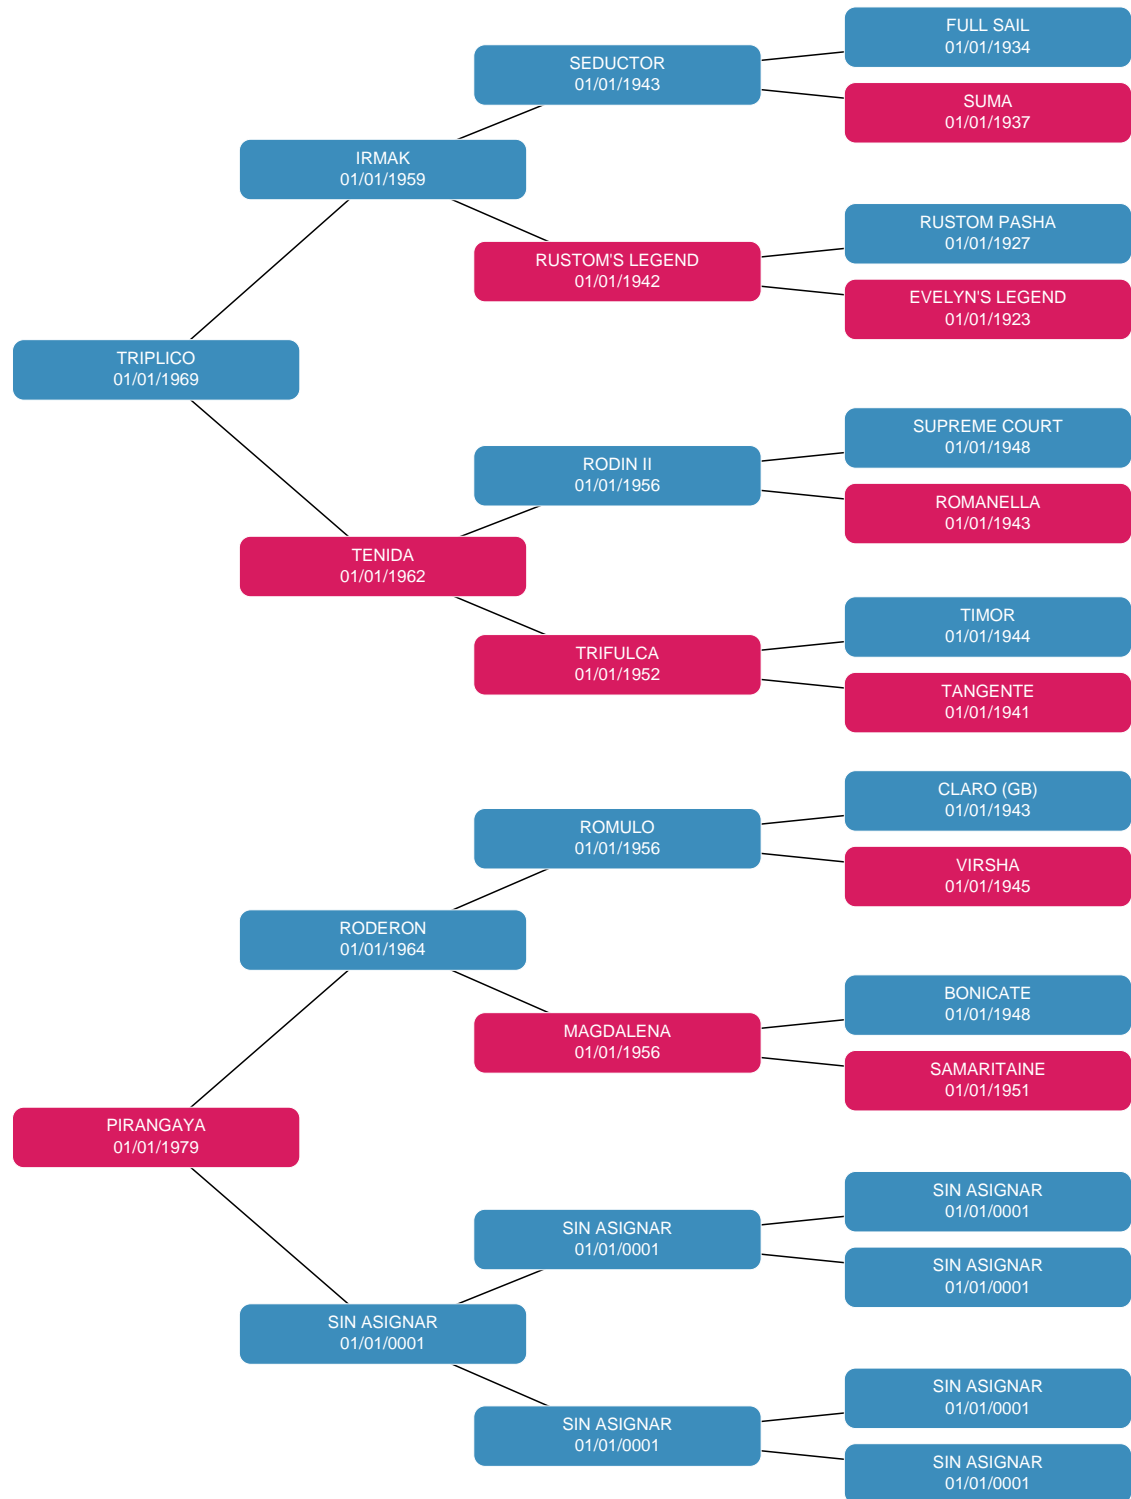 FULL SAIL
01/01/1934
SEDUCTOR
01/01/1943
SUMA
01/01/1937
IRMAK
01/01/1959
RUSTOM PASHA
01/01/1927
RUSTOM'S LEGEND
01/01/1942
EVELYN'S LEGEND
01/01/1923
TRIPLICO
01/01/1969
SUPREME COURT
01/01/1948
RODIN II
01/01/1956
ROMANELLA
01/01/1943
TENIDA
01/01/1962
TIMOR
01/01/1944
TRIFULCA
01/01/1952
TANGENTE
01/01/1941
CLARO (GB)
01/01/1943
ROMULO
01/01/1956
VIRSHA
01/01/1945
RODERON
01/01/1964
BONICATE
01/01/1948
MAGDALENA
01/01/1956
SAMARITAINE
01/01/1951
PIRANGAYA
01/01/1979
SIN ASIGNAR
01/01/0001
SIN ASIGNAR
01/01/0001
SIN ASIGNAR
01/01/0001
SIN ASIGNAR
01/01/0001
SIN ASIGNAR
01/01/0001
SIN ASIGNAR
01/01/0001
SIN ASIGNAR
01/01/0001